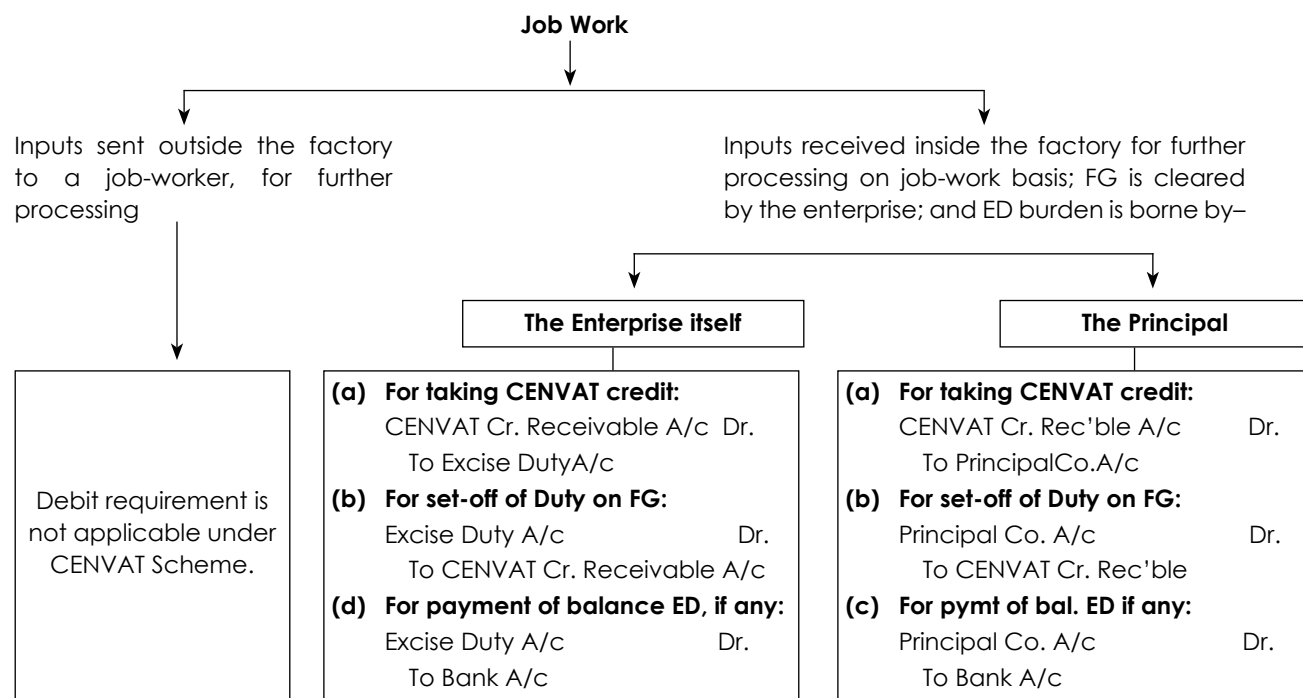 Job Work
Inputs sent outside the factory
to a job-worker, for further
processing
Inputs received inside the factory for further
processing on job-work basis; FG is cleared
by the enterprise; and ED burden is borne by–
The Enterprise itself
The Principal
Debit requirement is
not applicable under
CENVAT Scheme.
(a) For taking CENVAT credit:
CENVAT Cr. Receivable A/c Dr.
To Excise DutyA/c
(b) For set-off of Duty on FG:
Excise Duty A/c Dr.
To CENVAT Cr. Receivable A/c
(d) For payment of balance ED, if any:
Excise Duty A/c Dr.
To Bank A/c
(a) For taking CENVAT credit:
CENVAT Cr. Rec’ble A/c Dr.
To PrincipalCo.A/c
(b) For set-off of Duty on FG:
Principal Co. A/c Dr.
To CENVAT Cr. Rec’ble
(c) For pymt of bal. ED if any:
Principal Co. A/c Dr.
To Bank A/c